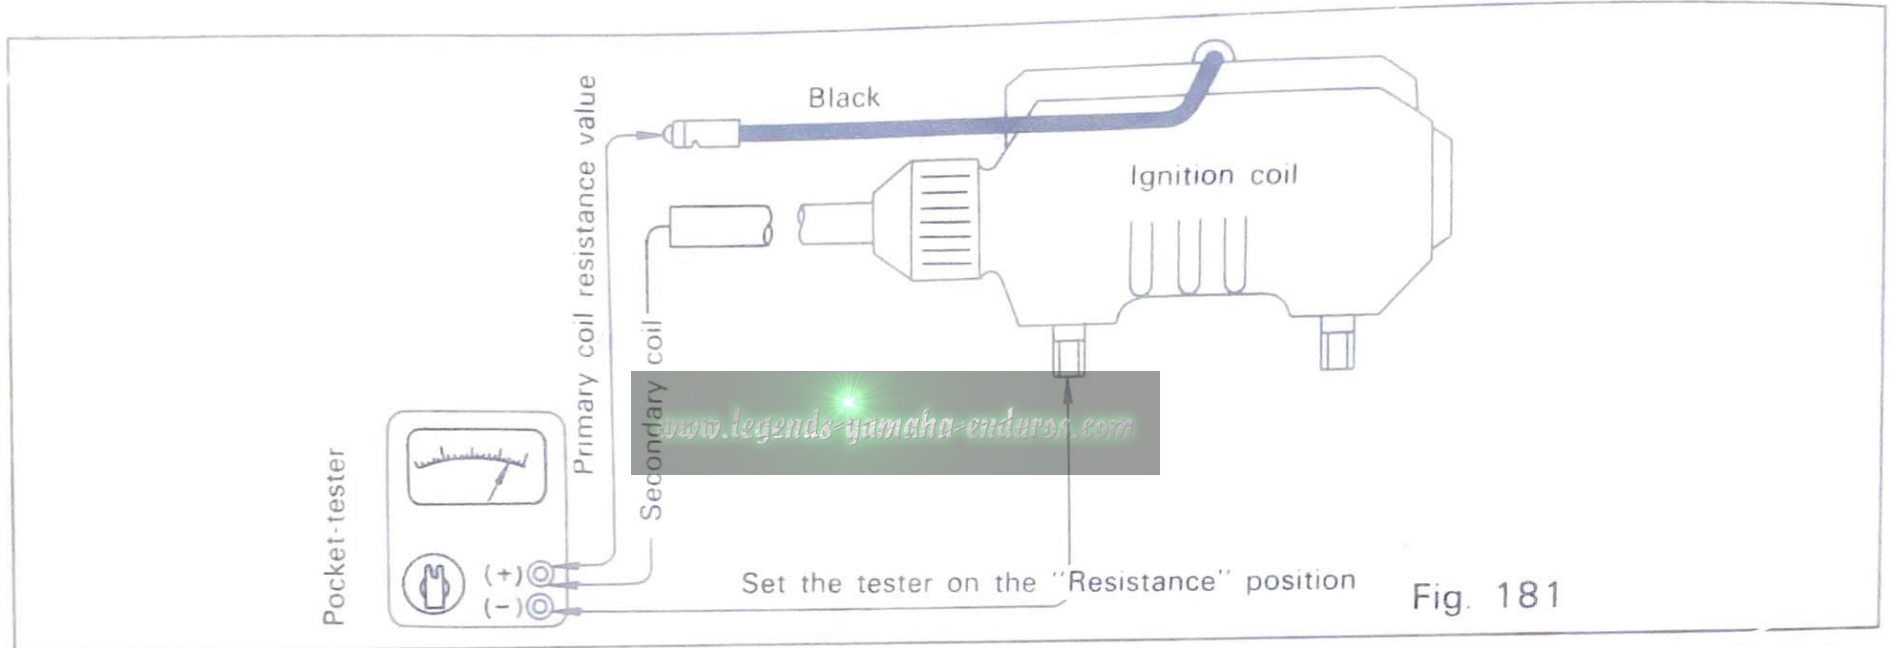 Black
Ignition coil
Primary coil resistance value
Secondary coil
Pocket-tester
www.legends-yamaha-enduros.com
(+)
(-)
Set the tester on the "Resistance" position
Fig. 181